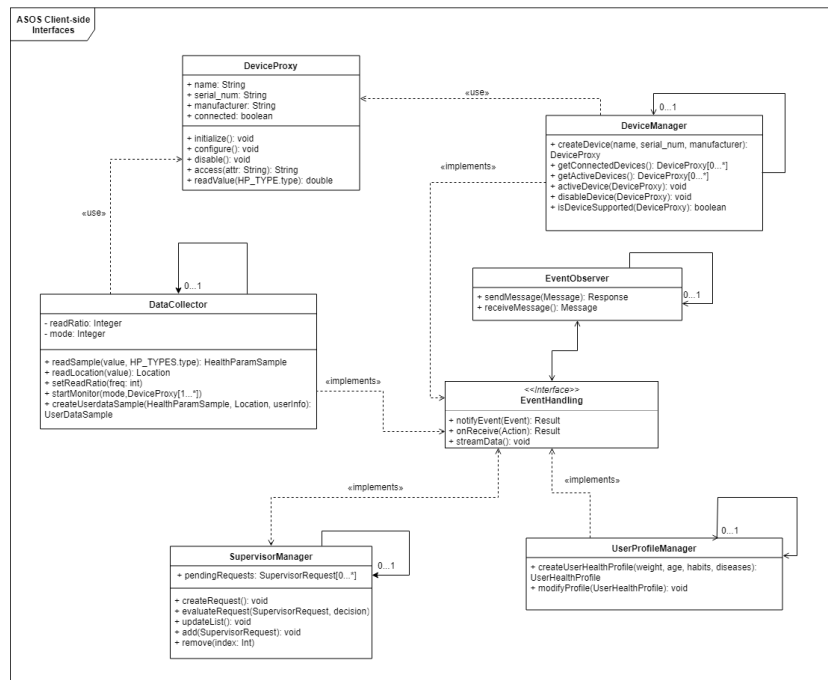 ASOS Client-side
Interfaces
DeviceProxy
+ name: String
+ serial_num: String
+ manufacturer: String
+ connected: boolean
+ initialize(): void
+ configure(): void
+ disable(): void
+ access(attr: String): String
+ readValue(HP_TYPE.type): double
«use»
0...1
DeviceManager
+ createDevice(name, serial_num, manufacturer):
DeviceProxy
+ getConnectedDevices(): DeviceProxy[0...*]
+ getActiveDevices(): DeviceProxy[0...*]
+ activeDevice(DeviceProxy): void
+ disableDevice(DeviceProxy): void
+ isDeviceSupported(DeviceProxy): boolean
«implements»
«use»
0...1
DataCollector
- readRatio: Integer
- mode: Integer
+ readSample(value, HP_TYPES.type): HealthParamSample
+ readLocation(value): Location
+ setReadRatio(freq: int)
+ startMonitor(mode,DeviceProxy[1...*])
+ createUserdataSample(HealthParamSample, Location, userInfo):
UserDataSample
EventObserver
+ sendMessage(Message): Response
+ receiveMessage(): Message
0...1
«implements»
<<Interface>>
EventHandling
+ notifyEvent(Event): Result
+ onReceive(Action): Result
+ streamData(): void
«implements»
«implements»
SupervisorManager
+ pendingRequests: SupervisorRequest[0...*]
+ createRequest(): void
+ evaluateRequest(SupervisorRequest, decision)
+ updateList(): void
+ add(SupervisorRequest): void
+ remove(index: Int)
0...1
0...1
UserProfileManager
+ createUserHealthProfile(weight, age, habits, diseases):
UserHealthProfile
+ modifyProfile(UserHealthProfile): void